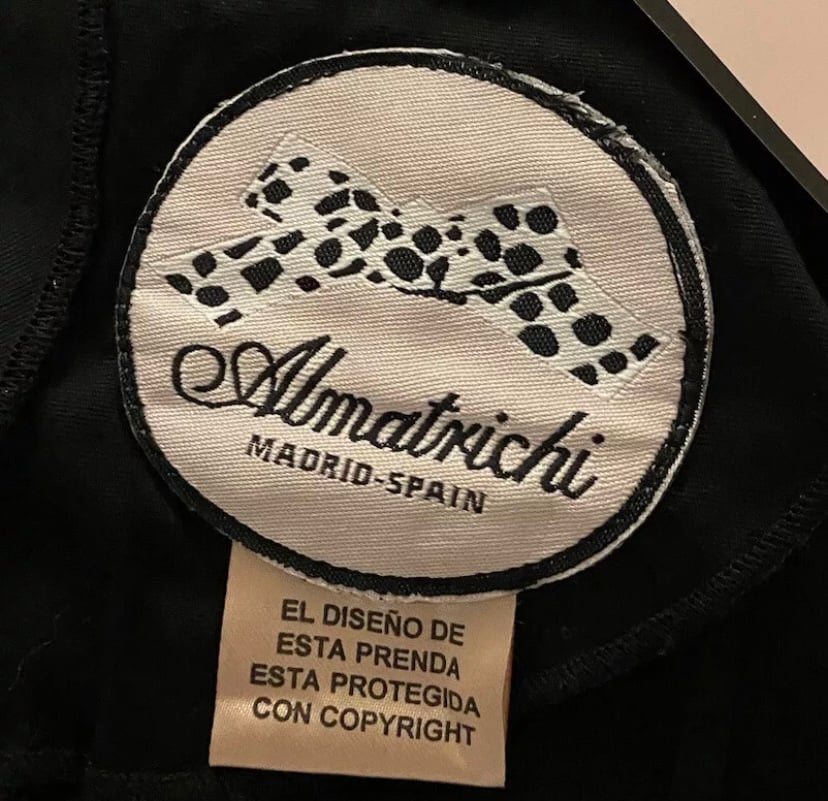 Almatrichi
MADRID-SPAIN
EL DISEÑO DE
ESTA PRENDA
ESTA PROTEGIDA
CON COPYRIGHT